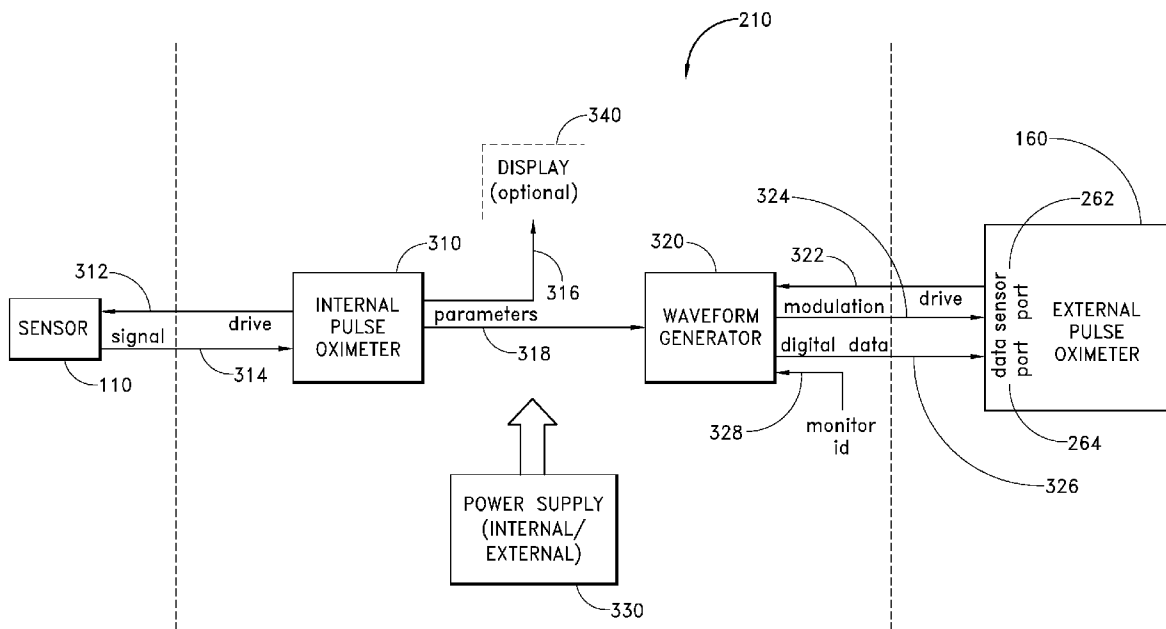 210
340
DISPLAY
(optional)
160
324
262
310
320
312
322
316
SENSOR
drive
signal
INTERNAL
PULSE
OXIMETER
parameters
318
WAVEFORM
GENERATOR
modulation
drive
digital data
sensor
port
data
port
EXTERNAL
PULSE
OXIMETER
314
110
328
monitor
id
264
326
POWER SUPPLY
(INTERNAL/
EXTERNAL)
330